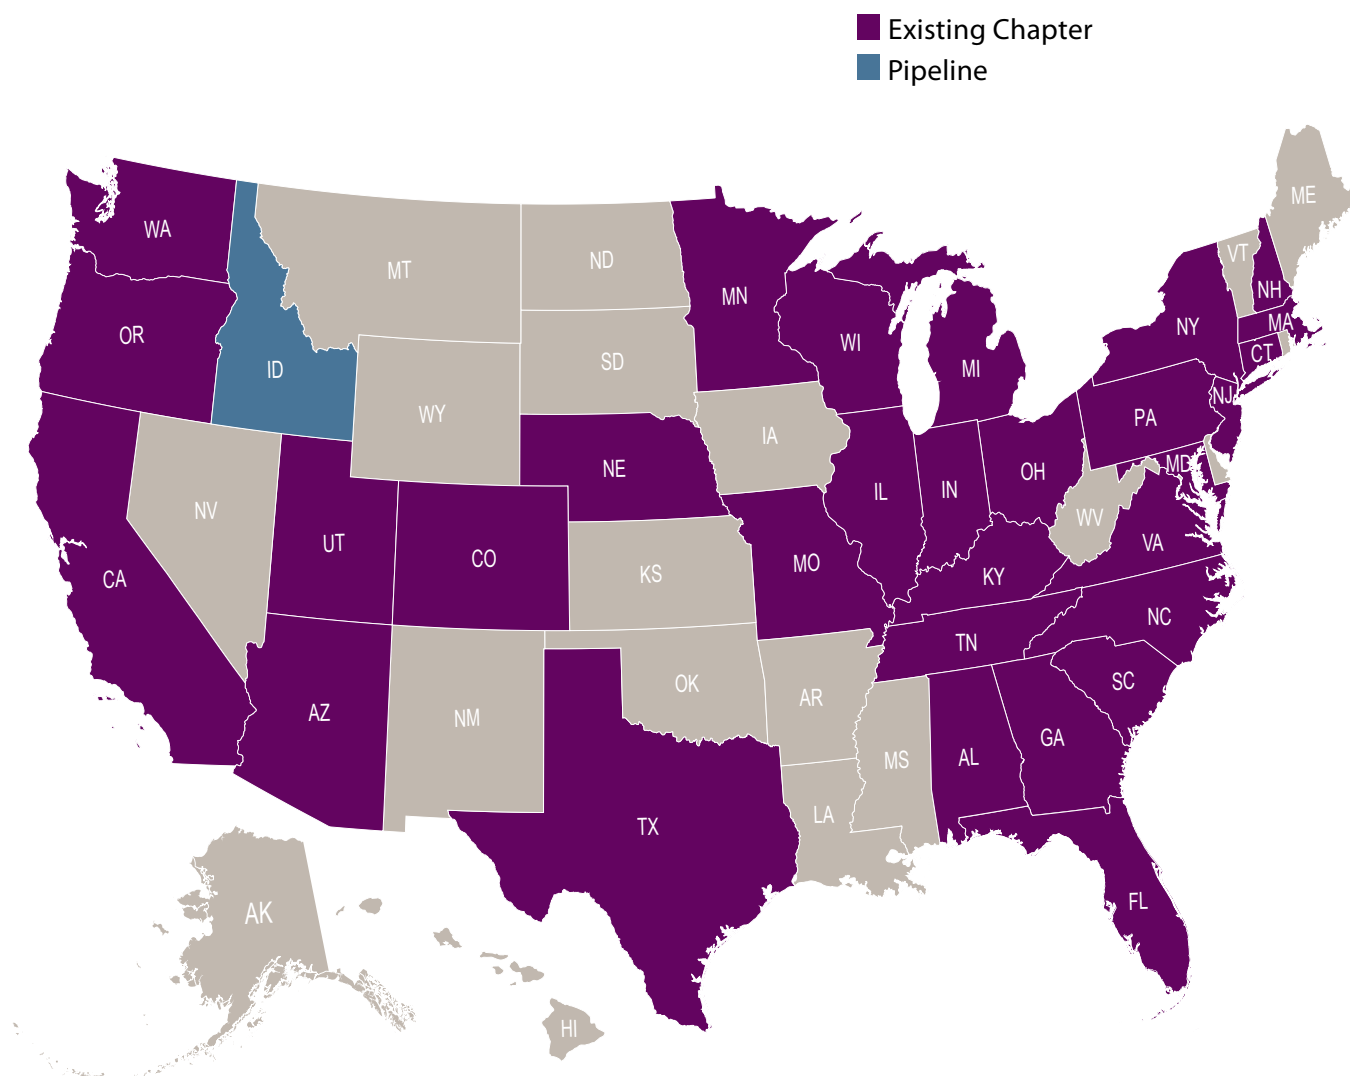 Existing Chapter
Pipeline
ME
WA
VT
MT
ND
NH
MN
NY
MA
OR
WI
CT
ID
SD
MI
NJ
WY
PA
IA
NE
MD
OH
IL
IN
NV
WV
UT
VA
CO
MO
CA
KS
KY
NC
TN
OK
SC
AR
AZ
NM
GA
AL
MS
LA
TX
FL
AK
HI